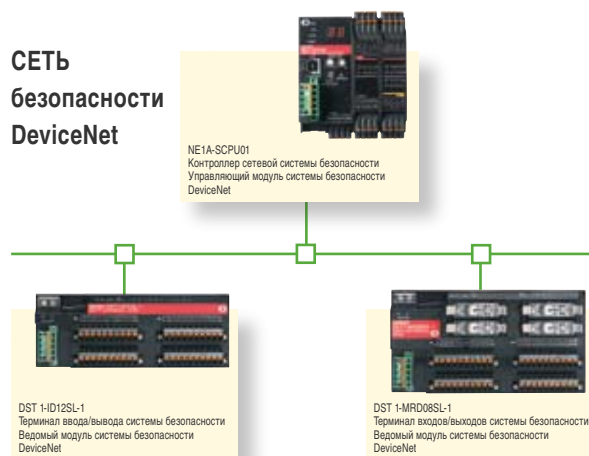 СЕТЬ
безопасности
DeviceNet
NE1A-SCPU01
Контроллер сетевой системы безопасности
Управляющий модуль системы безопасности
DeviceNet
DST 1-ID12SL-1
Терминал ввода/вывода системы безопасности
Ведомый модуль системы безопасности
DeviceNet
DST 1-MRD08SL-1
Терминал входов/выходов системы безопасности
Ведомый модуль системы безопасности
DeviceNet